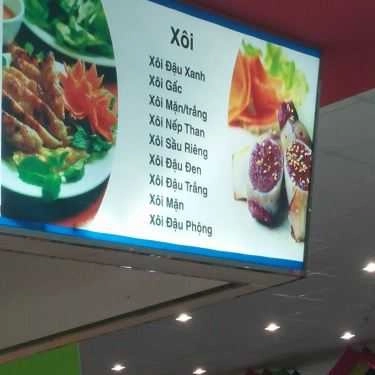 Xôi
Xôi Đậu Xanh
Xôi Gấc
Xôi Mặn/trắng
Xôi Nếp Than
Xôi Sầu Riêng
Xôi Đậu Đen
Xôi Đậu Trắng
Xôi Mặn
Xôi Đậu Phộng